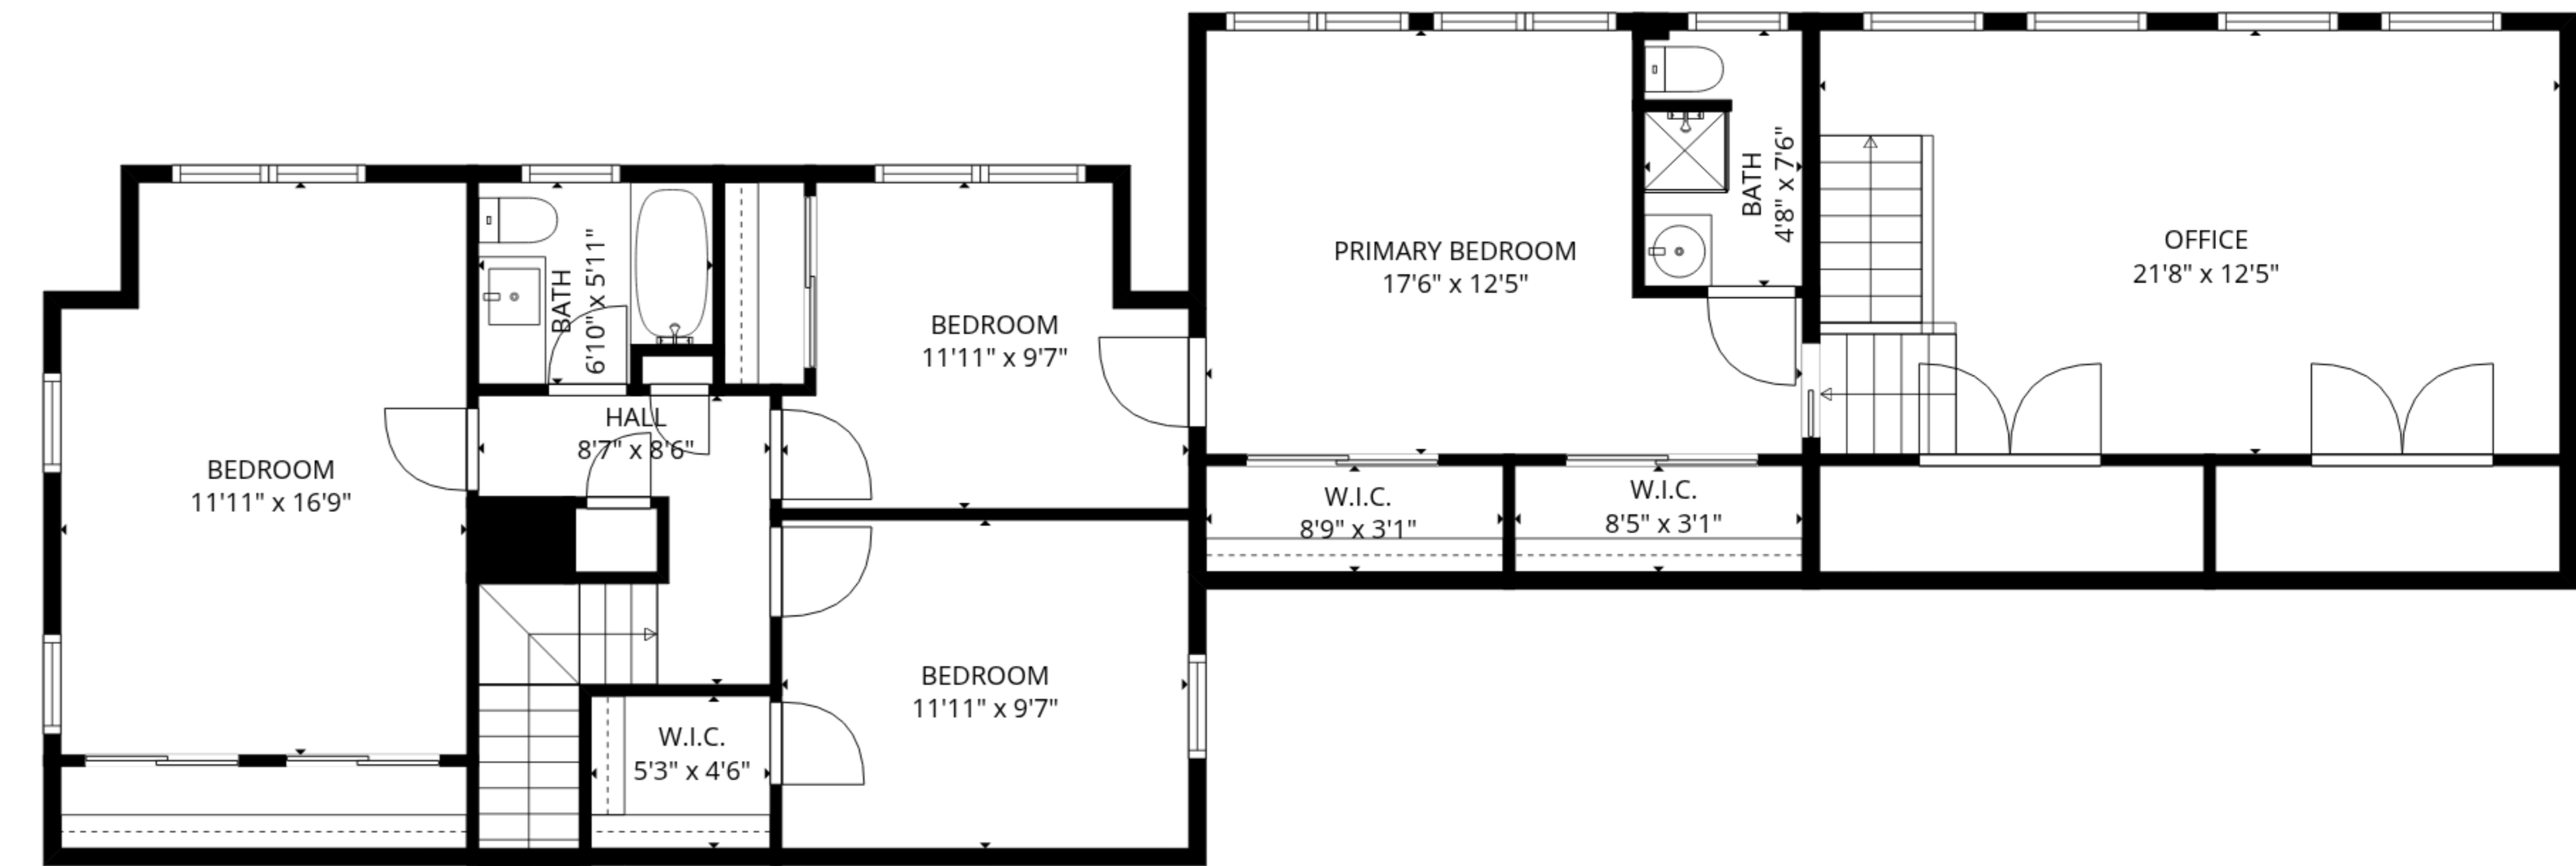 BEDROOM
11'11" x 16'9"
BATH
6'10" x 5'11"
HALL
8'7" x 8'6"
BEDROOM
11'11" x 9'7"
BEDROOM
11'11" x 9'7"
W.I.C.
5'3" x 4'6"
PRIMARY BEDROOM
17'6" x 12'5"
BATH
4'8" x 7'6"
W.I.C.
8'9" x 3'1"
W.I.C.
8'5" x 3'1"
OFFICE
21'8" x 12'5"